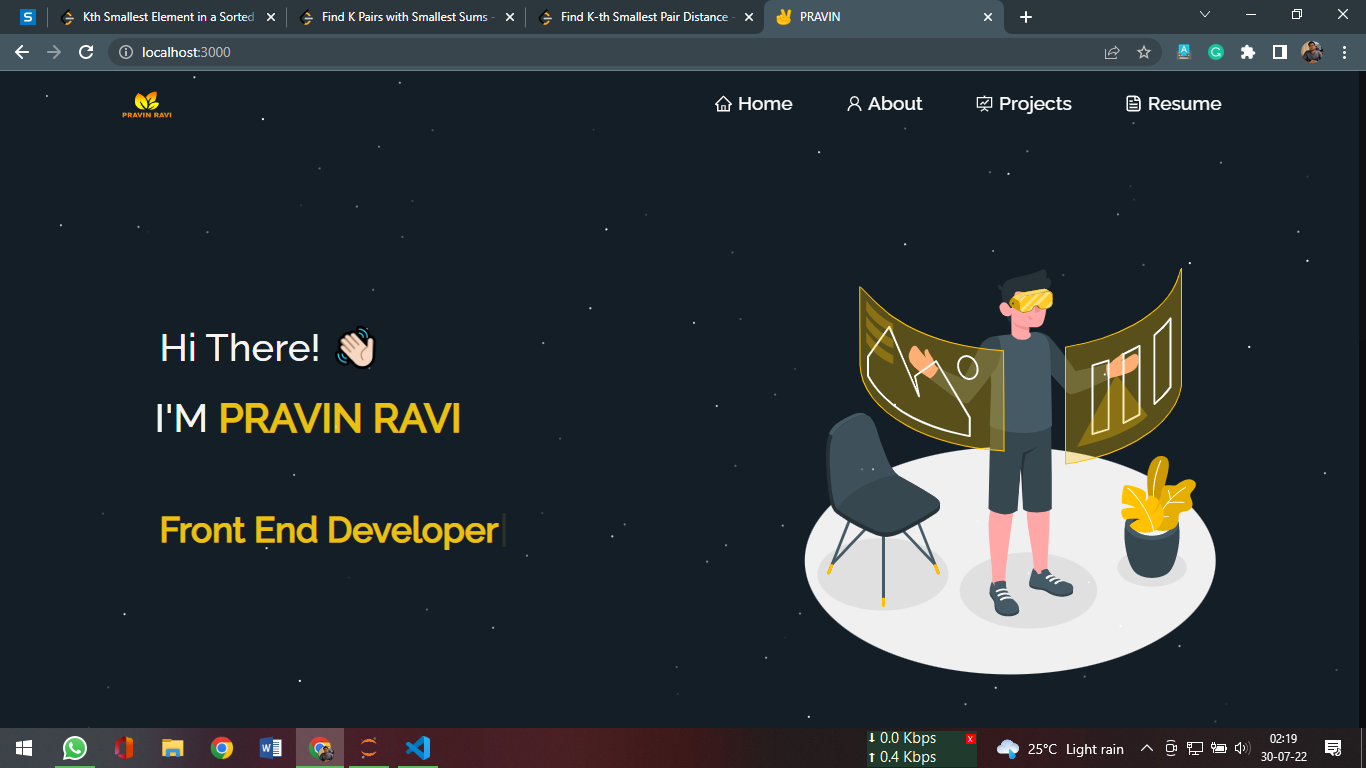 Kth Smallest Element in a Sorted
Find K Pairs with Smallest Sums -
Find K-th Smallest Pair Distance -
PRAVIN
localhost:3000
PRAVIN RAVI
Home
About
Projects
Resume
Hi There!
I'M PRAVIN RAVI
Front End Developer
0.0 Kbps
0.4 Kbps
x
25°C Light rain
02:19
30-07-22